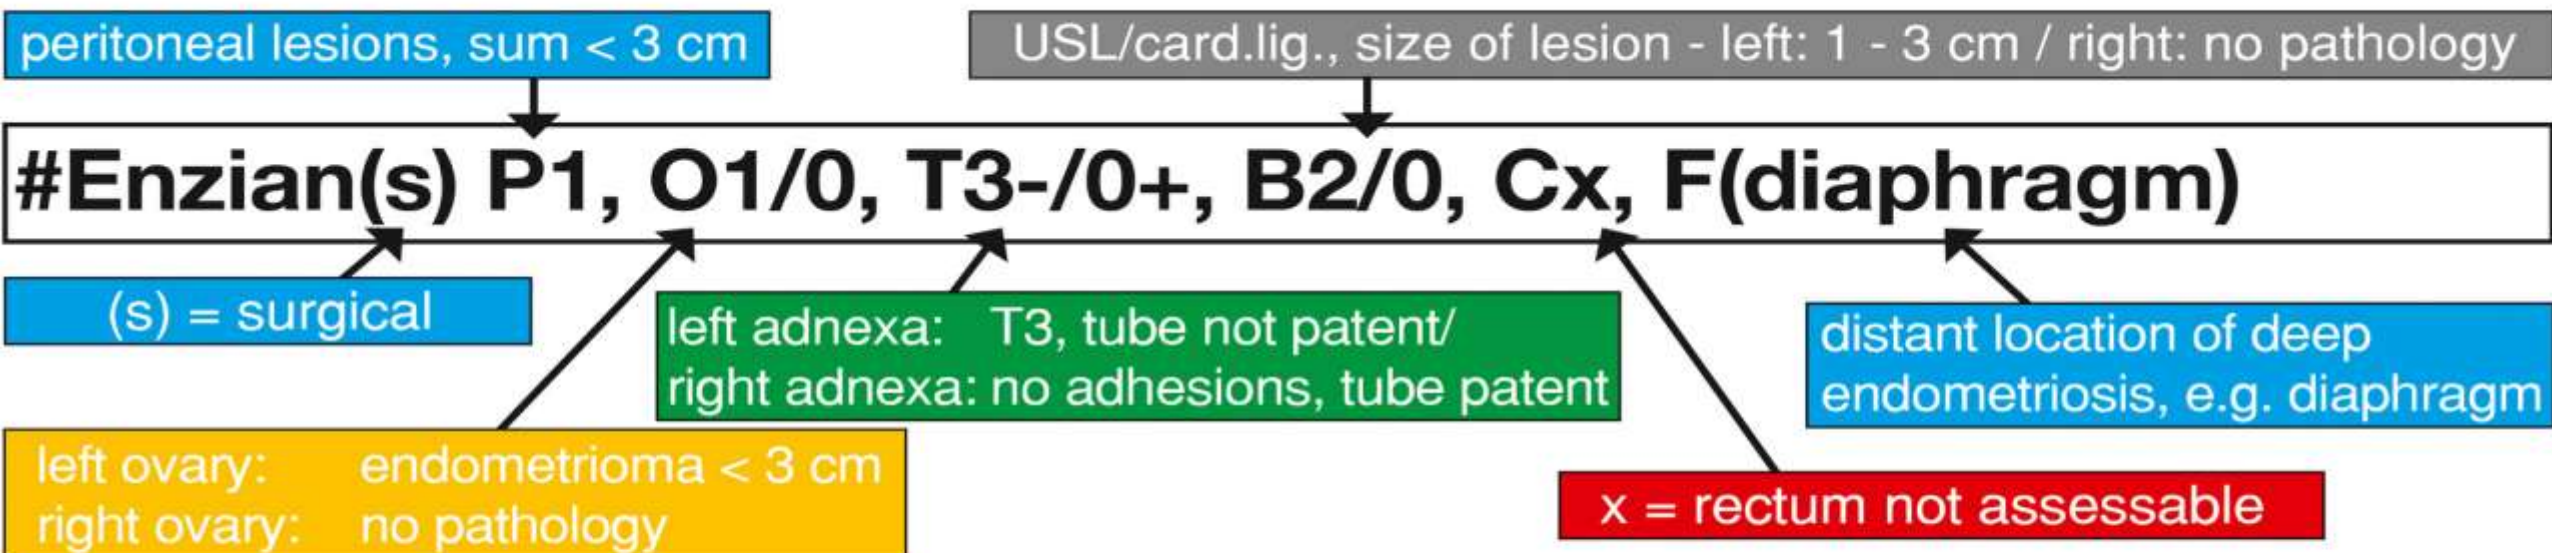 peritoneal lesions, sum < 3 cm
USL/card.lig., size of lesion - left: 1 - 3 cm / right: no pathology
#Enzian(s) P1, O1/0, T3-/0+, B2/0, Cx, F(diaphragm)
(s) = surgical
left adnexa: T3, tube not patent/
right adnexa: no adhesions, tube patent
distant location of deep
endometriosis, e.g. diaphragm
left ovary: endometrioma < 3 cm
right ovary: no pathology
x = rectum not assessable